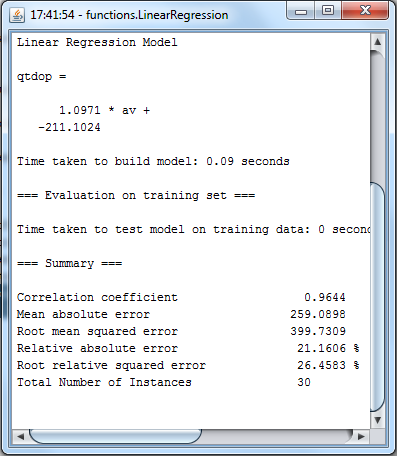 17:41:54 - functions.LinearRegression
Linear Regression Model
qtdop =
1.0971 * av +
-211.1024
Time taken to build model: 0.09 seconds
=== Evaluation on training set ===
Time taken to test model on training data: 0 secon
=== Summary ===
Correlation coefficient 0.9644
Mean absolute error 259.0898
Root mean squared error 399.7309
Relative absolute error 21.1606 %
Root relative squared error 26.4583 %
Total Number of Instances 30